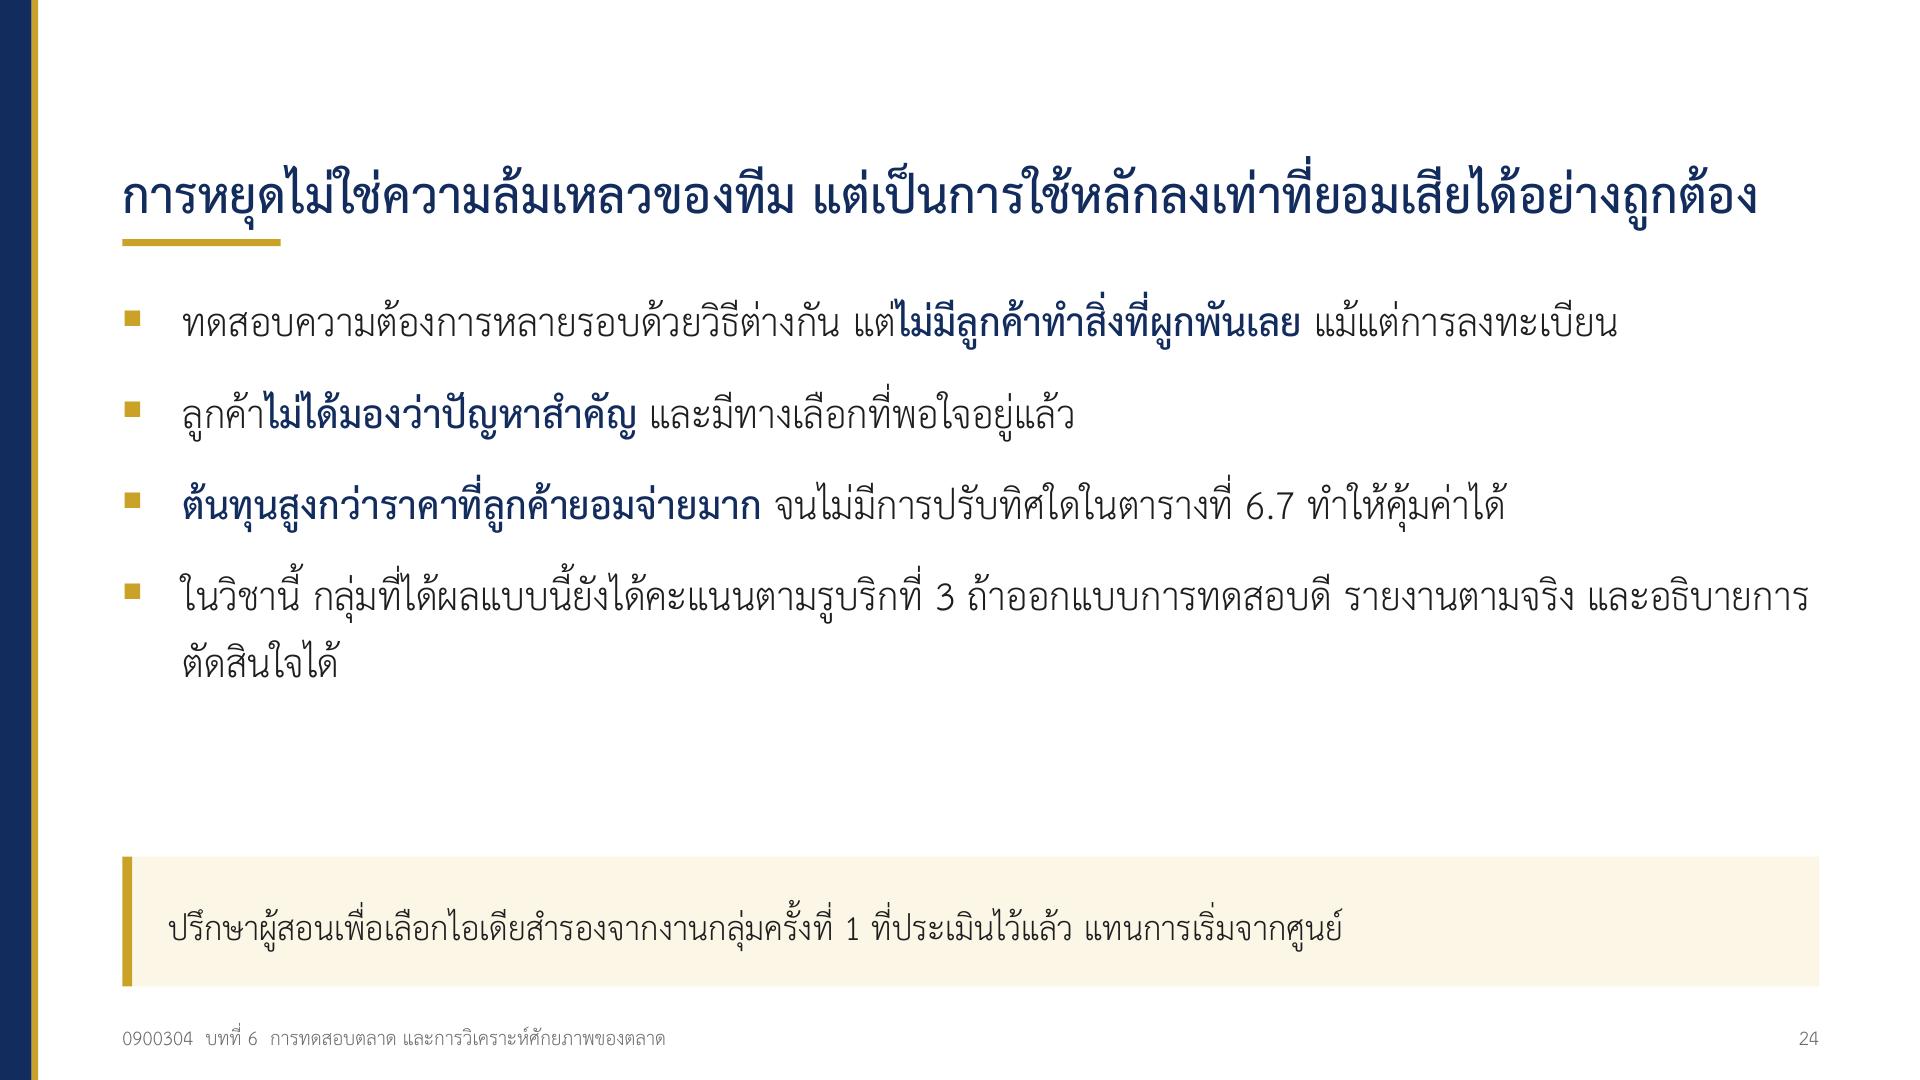 การหยุดไม่ใช่ความล้มเหลวของทีม แต่เป็นการใช้หลักลงเท่าที่ยอมเสียได้อย่างถูกต้อง
ทดสอบความต้องการหลายรอบด้วยวิธีต่างกัน แต่ไม่มีลูกค้าทำสิ่งที่ผูกพันเลย แม้แต่การลงทะเบียน
ลูกค้าไม่ได้มองว่าปัญหาสำคัญ และมีทางเลือกที่พอใจอยู่แล้ว
ต้นทุนสูงกว่าราคาที่ลูกค้ายอมจ่ายมาก จนไม่มีการปรับทิศใดในตารางที่ 6.7 ทำให้คุ้มค่าได้
ในวิชานี้ กลุ่มที่ได้ผลแบบนี้ยังได้คะแนนตามรูบริกที่ 3 ถ้าออกแบบการทดสอบดี รายงานตามจริง และอธิบายการ
ตัดสินใจได้
ปรึกษาผู้สอนเพื่อเลือกไอเดียสำรองจากงานกลุ่มครั้งที่ 1 ที่ประเมินไว้แล้ว แทนการเริ่มจากศูนย์
0900304 บทที่ 6 การทดสอบตลาด และการวิเคราะห์ศักยภาพของตลาด
24